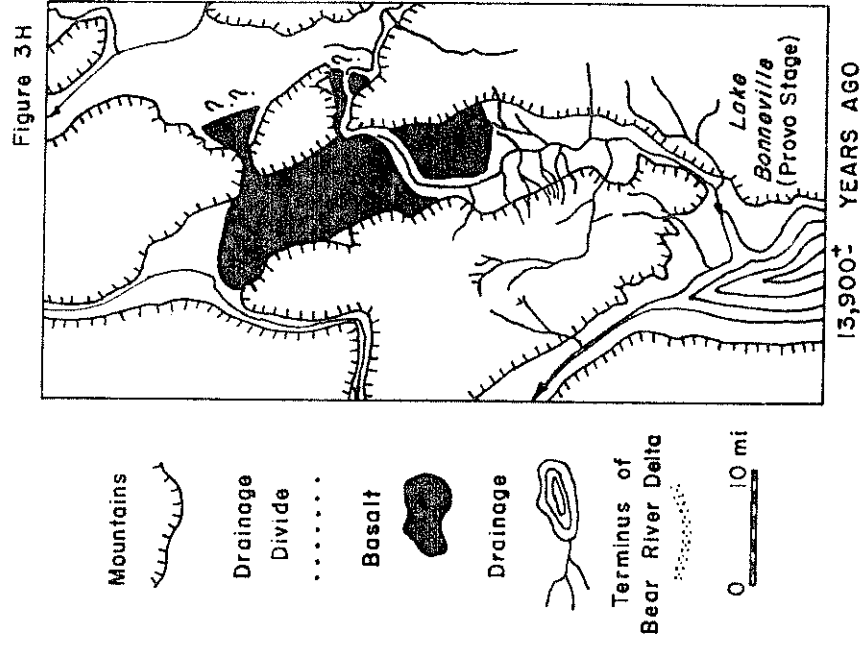 Figure 3H
? ?
?
Lake
Bonneville
(Provo Stage)
13,900± YEARS AGO
Mountains
Drainage
Divide
Basalt
Drainage
Terminus of
Bear River Delta
0 10 mi